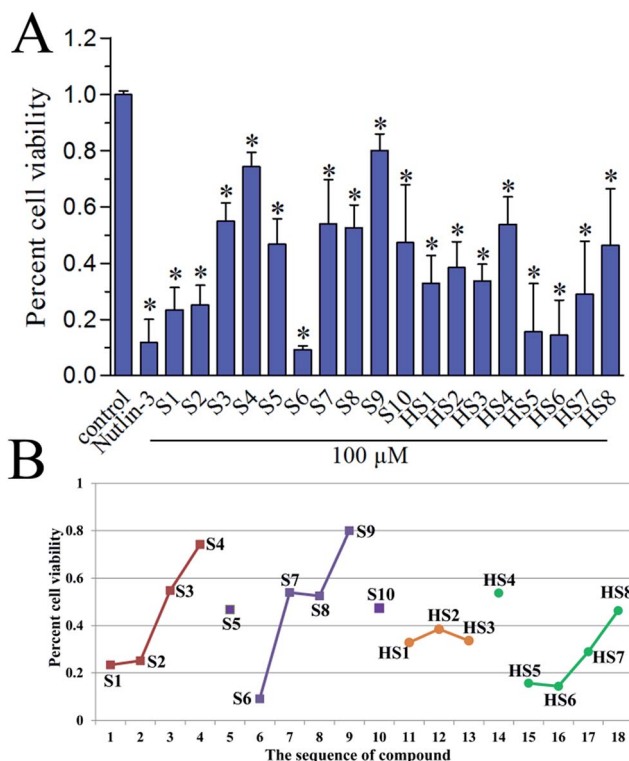 A
Percent cell viability
1.2
1.0
0.8
0.6
0.4
0.2
0.0
* * * * * * * * * * * * * * * * * * *
control Nutlin-3 S1 S2 S3 S4 S5 S6 S7 S8 S9 S10 HS1 HS2 HS3 HS4 HS5 HS6 HS7 HS8
100 μM
B
Percent cell viability
1
0.8
0.6
0.4
0.2
0
S1 S2 S3 S4 S5 S6 S7 S8 S9 S10 HS1 HS2 HS3 HS4 HS5 HS6 HS7 HS8
1 2 3 4 5 6 7 8 9 10 11 12 13 14 15 16 17 18
The sequence of compound